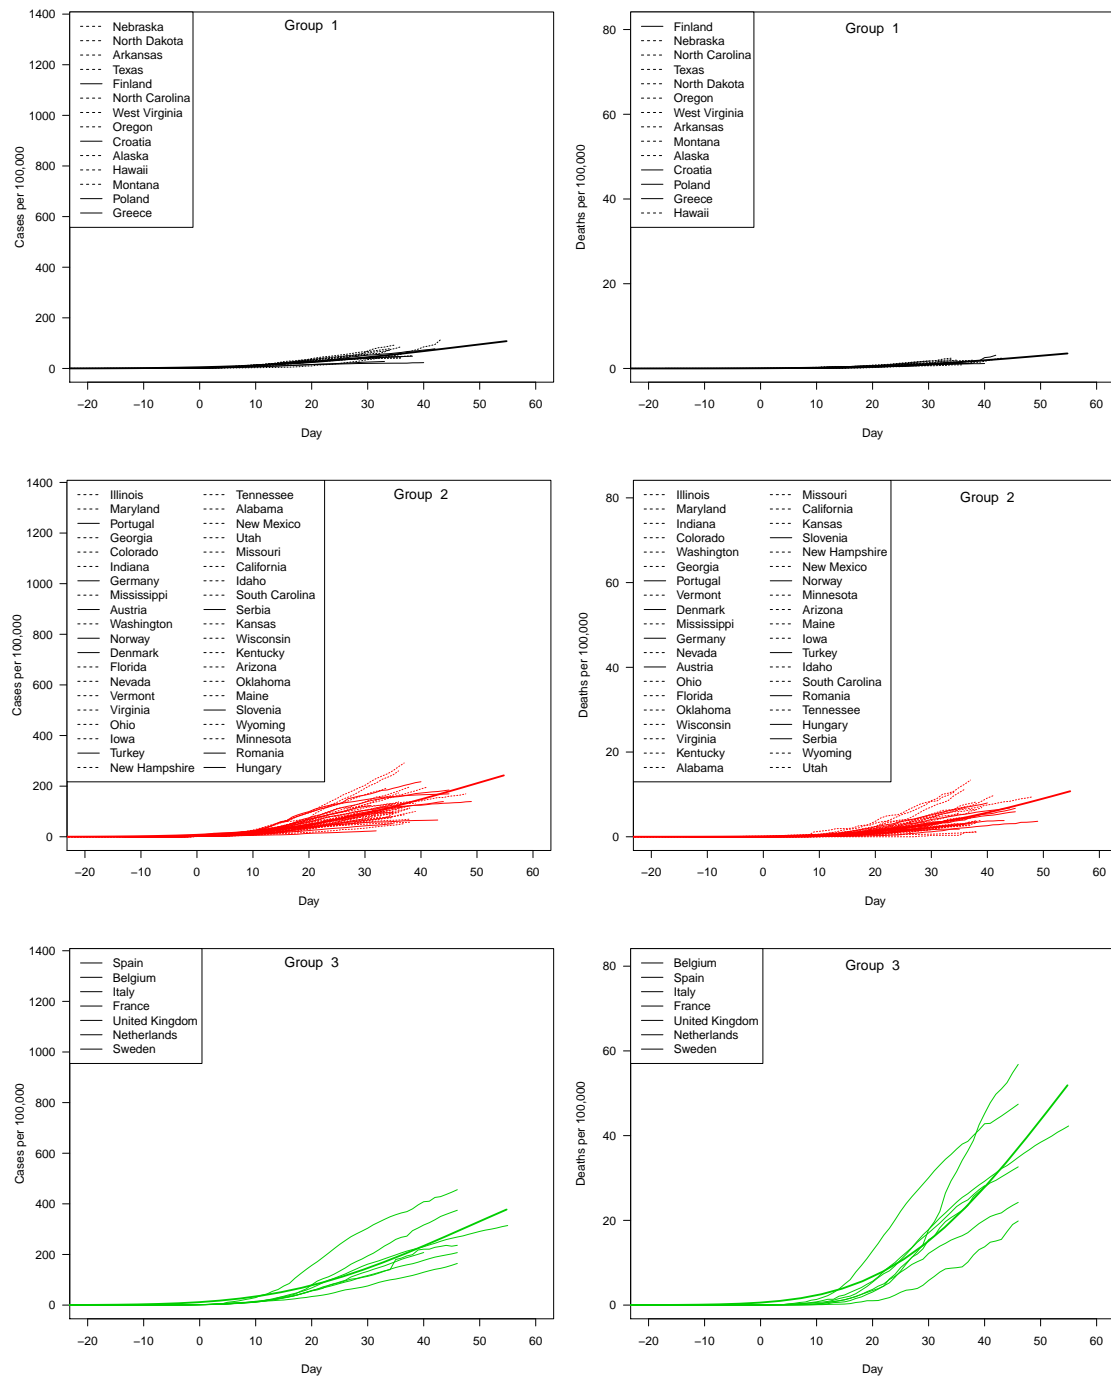 Group 1
Nebraska
North Dakota
Arkansas
Texas
Finland
North Carolina
West Virginia
Oregon
Croatia
Alaska
Hawaii
Montana
Poland
Greece
Cases per 100,000
1400
1200
1000
800
600
400
200
0
−20 −10 0 10 20 30 40 50 60
Day
Group 1
Finland
Nebraska
North Carolina
Texas
North Dakota
Oregon
West Virginia
Arkansas
Montana
Alaska
Croatia
Poland
Greece
Hawaii
Deaths per 100,000
80
60
40
20
0
−20 −10 0 10 20 30 40 50 60
Day
Group 2
Illinois Tennessee
Maryland Alabama
Portugal New Mexico
Georgia Utah
Colorado Missouri
Indiana California
Germany Idaho
Mississippi South Carolina
Austria Serbia
Washington Kansas
Norway Wisconsin
Denmark Kentucky
Florida Arizona
Nevada Oklahoma
Vermont Maine
Virginia Slovenia
Ohio Wyoming
Iowa Minnesota
Turkey Romania
New Hampshire Hungary
Cases per 100,000
1400
1200
1000
800
600
400
200
0
−20 −10 0 10 20 30 40 50 60
Day
Group 2
Illinois Missouri
Maryland California
Indiana Kansas
Colorado Slovenia
Washington New Hampshire
Georgia New Mexico
Portugal Norway
Vermont Minnesota
Denmark Arizona
Mississippi Maine
Germany Iowa
Nevada Turkey
Austria Idaho
Ohio South Carolina
Florida Romania
Oklahoma Tennessee
Wisconsin Hungary
Virginia Serbia
Kentucky Wyoming
Alabama Utah
Deaths per 100,000
80
60
40
20
0
−20 −10 0 10 20 30 40 50 60
Day
Group 3
Spain
Belgium
Italy
France
United Kingdom
Netherlands
Sweden
Cases per 100,000
1400
1200
1000
800
600
400
200
0
−20 −10 0 10 20 30 40 50 60
Day
Group 3
Belgium
Spain
Italy
France
United Kingdom
Netherlands
Sweden
Deaths per 100,000
80
60
40
20
0
−20 −10 0 10 20 30 40 50 60
Day